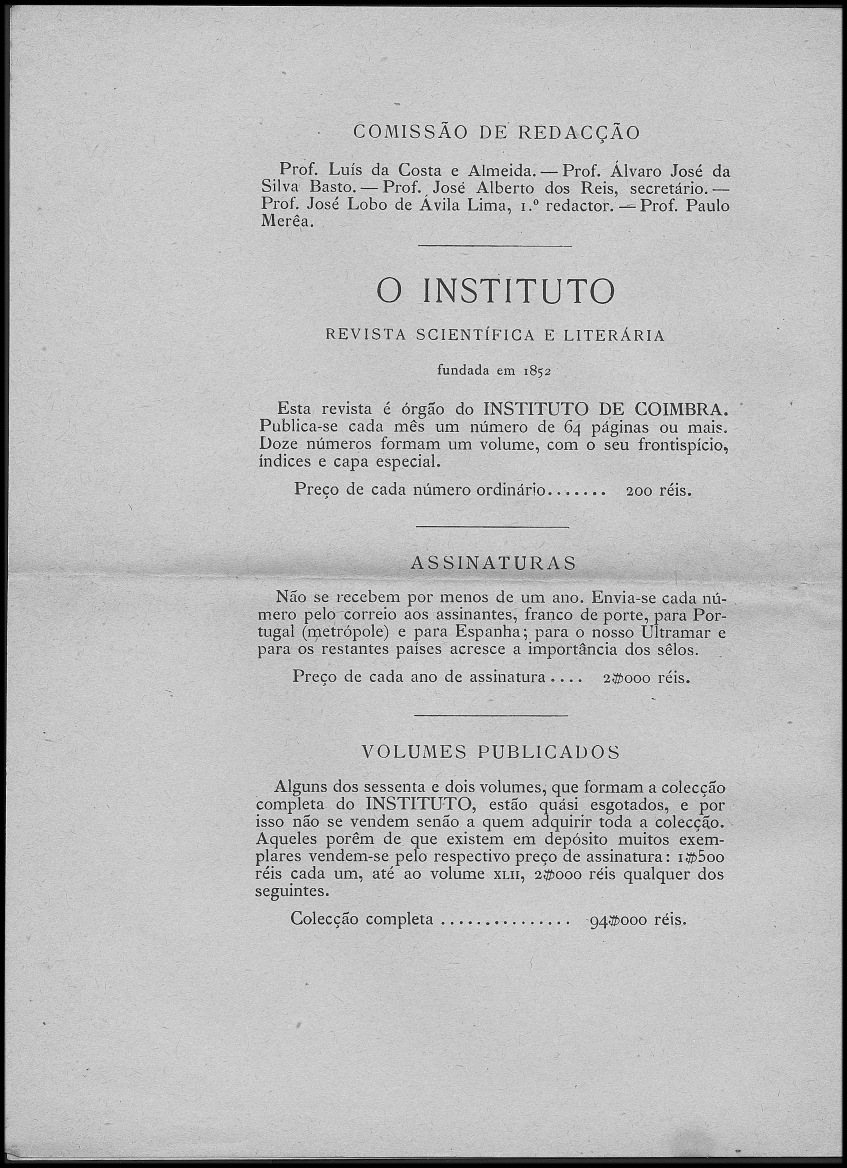 COMISSÃO DE REDACÇÃO
Prof. Luís da Costa e Almeida. — Prof. Álvaro José da
Silva Basto. — Prof. José Alberto dos Reis, secretário. —
Prof. José Lobo de Ávila Lima, 1.º redactor. — Prof. Paulo
Merêa.
O INSTITUTO
REVISTA SCIENTÍFICA E LITERÁRIA
fundada em 1852
Esta revista é órgão do INSTITUTO DE COIMBRA.
Publica-se cada mês um número de 64 páginas ou mais.
Doze números formam um volume, com o seu frontispício,
índices e capa especial.
Preço de cada número ordinário....... 200 réis.
ASSINATURAS
Não se recebem por menos de um ano. Envia-se cada nú-
mero pelo correio aos assinantes, franco de porte, para Por-
tugal (metrópole) e para Espanha; para o nosso Ultramar e
para os restantes países acresce a importância dos sêlos.
Preço de cada ano de assinatura .... 2$000 réis.
VOLUMES PUBLICADOS
Alguns dos sessenta e dois volumes, que formam a colecção
completa do INSTITUTO, estão quási esgotados, e por
isso não se vendem senão a quem adquirir toda a colecção.
Aqueles porêm de que existem em depósito muitos exem-
plares vendem-se pelo respectivo preço de assinatura: 1$500
réis cada um, até ao volume XLII, 2$000 réis qualquer dos
seguintes.
Colecção completa ............... 94$000 réis.